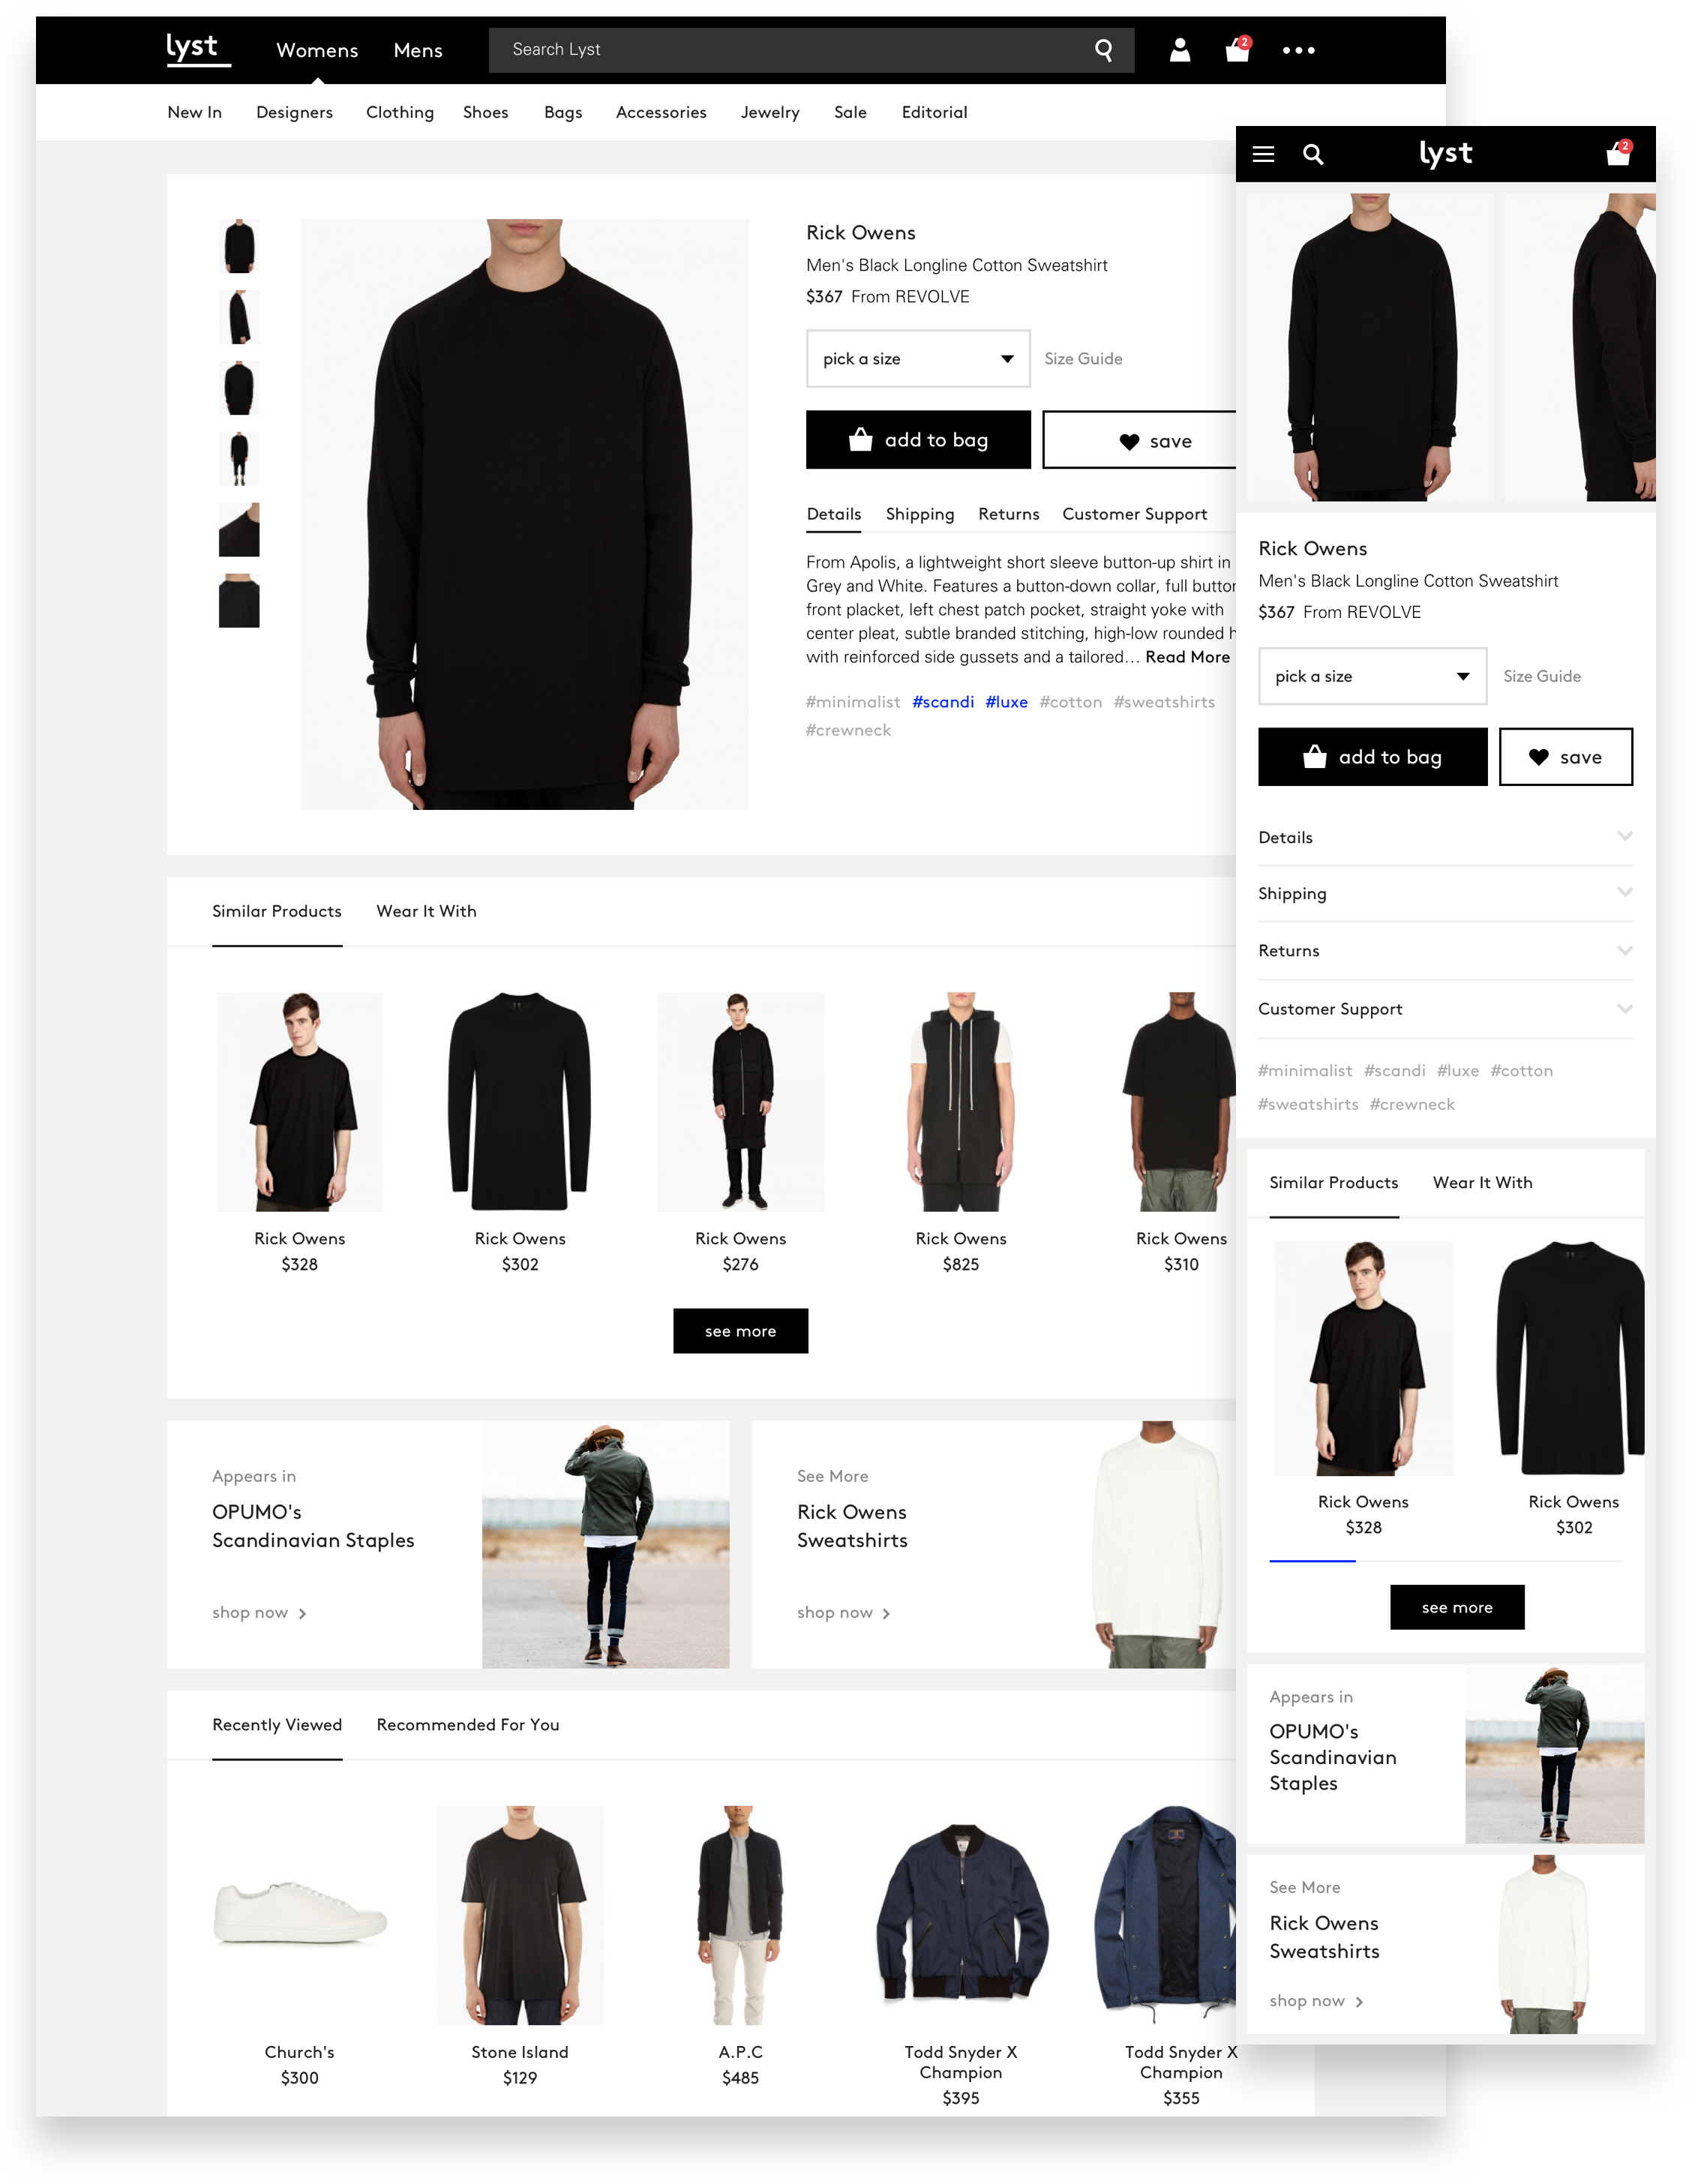 lyst Womens Mens Search Lyst 2
New In Designers Clothing Shoes Bags Accessories Jewelry Sale Editorial
Rick Owens
Men's Black Longline Cotton Sweatshirt
$367 From REVOLVE
pick a size Size Guide
add to bag save
Details Shipping Returns Customer Support
From Apolis, a lightweight short sleeve button-up shirt in
Grey and White. Features a button-down collar, full button
front placket, left chest patch pocket, straight yoke with
center pleat, subtle branded stitching, high-low rounded
with reinforced side gussets and a tailored... Read More
#minimalist #scandi #luxe #cotton #sweatshirts
#crewneck
Similar Products Wear It With
Rick Owens Rick Owens Rick Owens Rick Owens Rick Owens
$328 $302 $276 $825 $310
see more
Appears in
OPUMO's
Scandinavian Staples
shop now
See More
Rick Owens
Sweatshirts
shop now
Recently Viewed Recommended For You
Church's
$300
Stone Island
$129
A.P.C
$485
Todd Snyder X
Champion
$395
Todd Snyder X
Champion
$355
lyst 2
Rick Owens
Men's Black Longline Cotton Sweatshirt
$367 From REVOLVE
pick a size Size Guide
add to bag save
Details
Shipping
Returns
Customer Support
#minimalist #scandi #luxe #cotton
#sweatshirts #crewneck
Similar Products Wear It With
Rick Owens Rick Owens
$328 $302
see more
Appears in
OPUMO's
Scandinavian
Staples
See More
Rick Owens
Sweatshirts
shop now